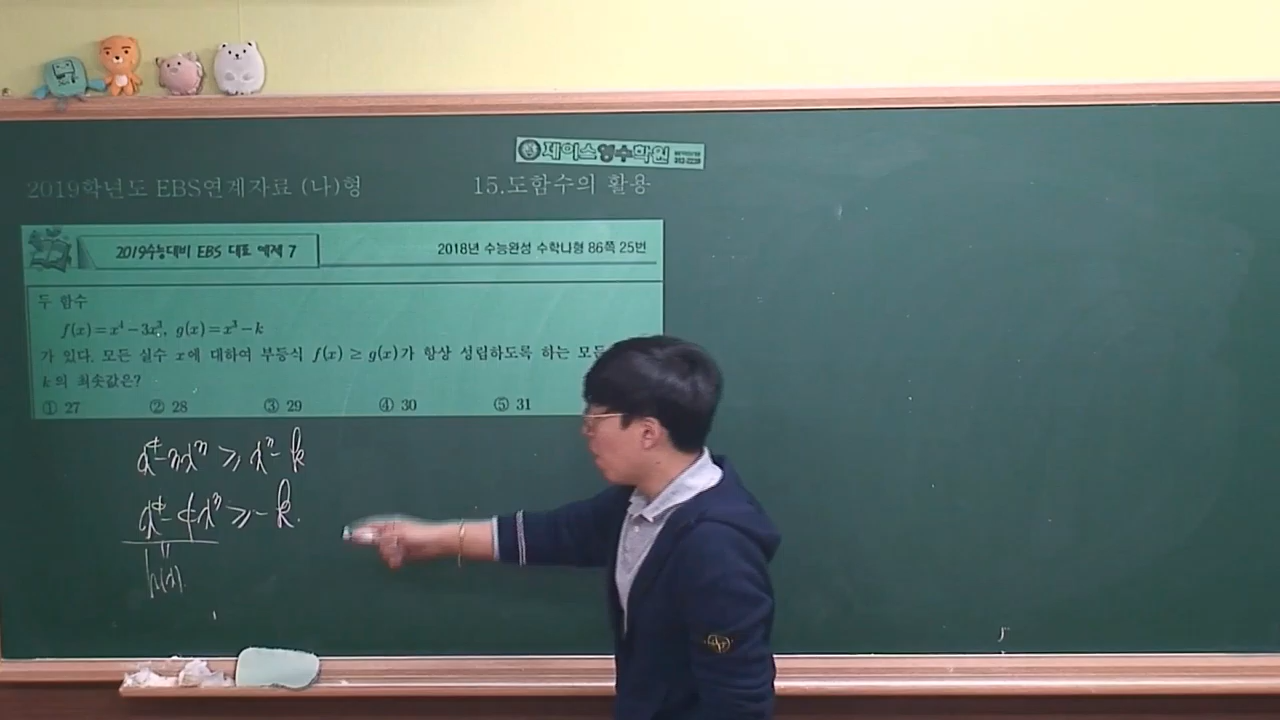 제이스영수학원
2019학년도 EBS연계자료 (나)형 15.도함수의 활용
2019수능대비 EBS 대표 예제 7 2018년 수능완성 수학나형 86쪽 25번
두 함수
f(x)=x⁴-3x³, g(x)=x³-k
가 있다. 모든 실수 x에 대하여 부등식 f(x) ≥ g(x)가 항상 성립하도록 하는 모든
k의 최솟값은?
① 27 ② 28 ③ 29 ④ 30 ⑤ 31
x⁴-3x³ ≥ x³-k
x⁴-4x³ ≥ -k.
h(x).